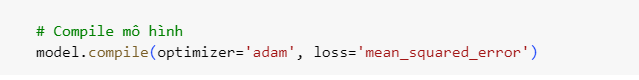 # Compile mô hình
model.compile(optimizer='adam', loss='mean_squared_error')